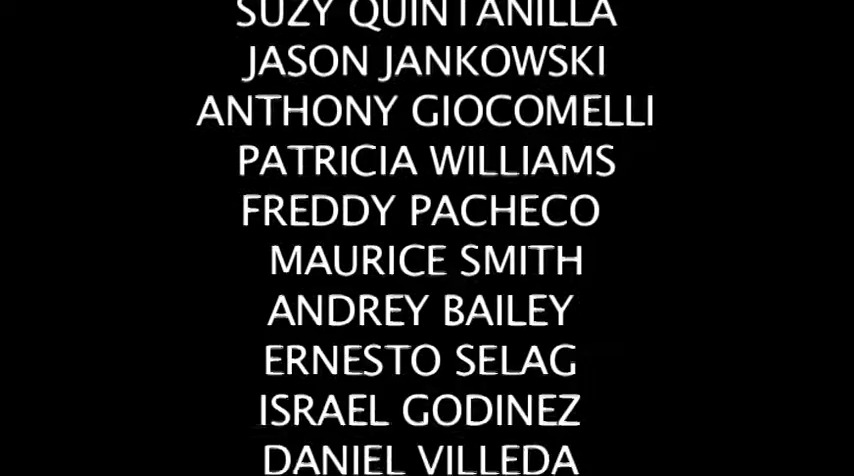 SUZY QUINTANILLA
JASON JANKOWSKI
ANTHONY GIOCOMELLI
PATRICIA WILLIAMS
FREDDY PACHECO
MAURICE SMITH
ANDREY BAILEY
ERNESTO SELAG
ISRAEL GODINEZ
DANIEL VILLEDA